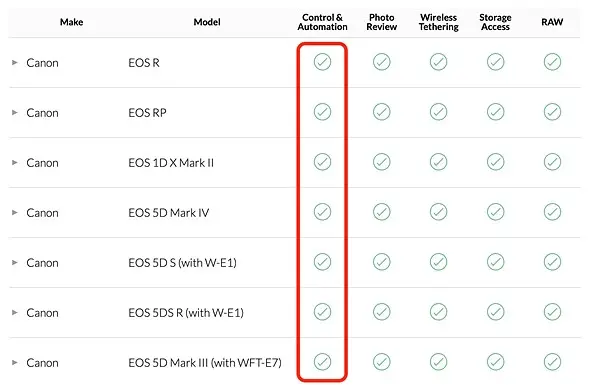 Make Model Control & Automation Photo Review Wireless Tethering Storage Access RAW
Canon EOS R
Canon EOS RP
Canon EOS 1D X Mark II
Canon EOS 5D Mark IV
Canon EOS 5D S (with W-E1)
Canon EOS 5DS R (with W-E1)
Canon EOS 5D Mark III (with WFT-E7)